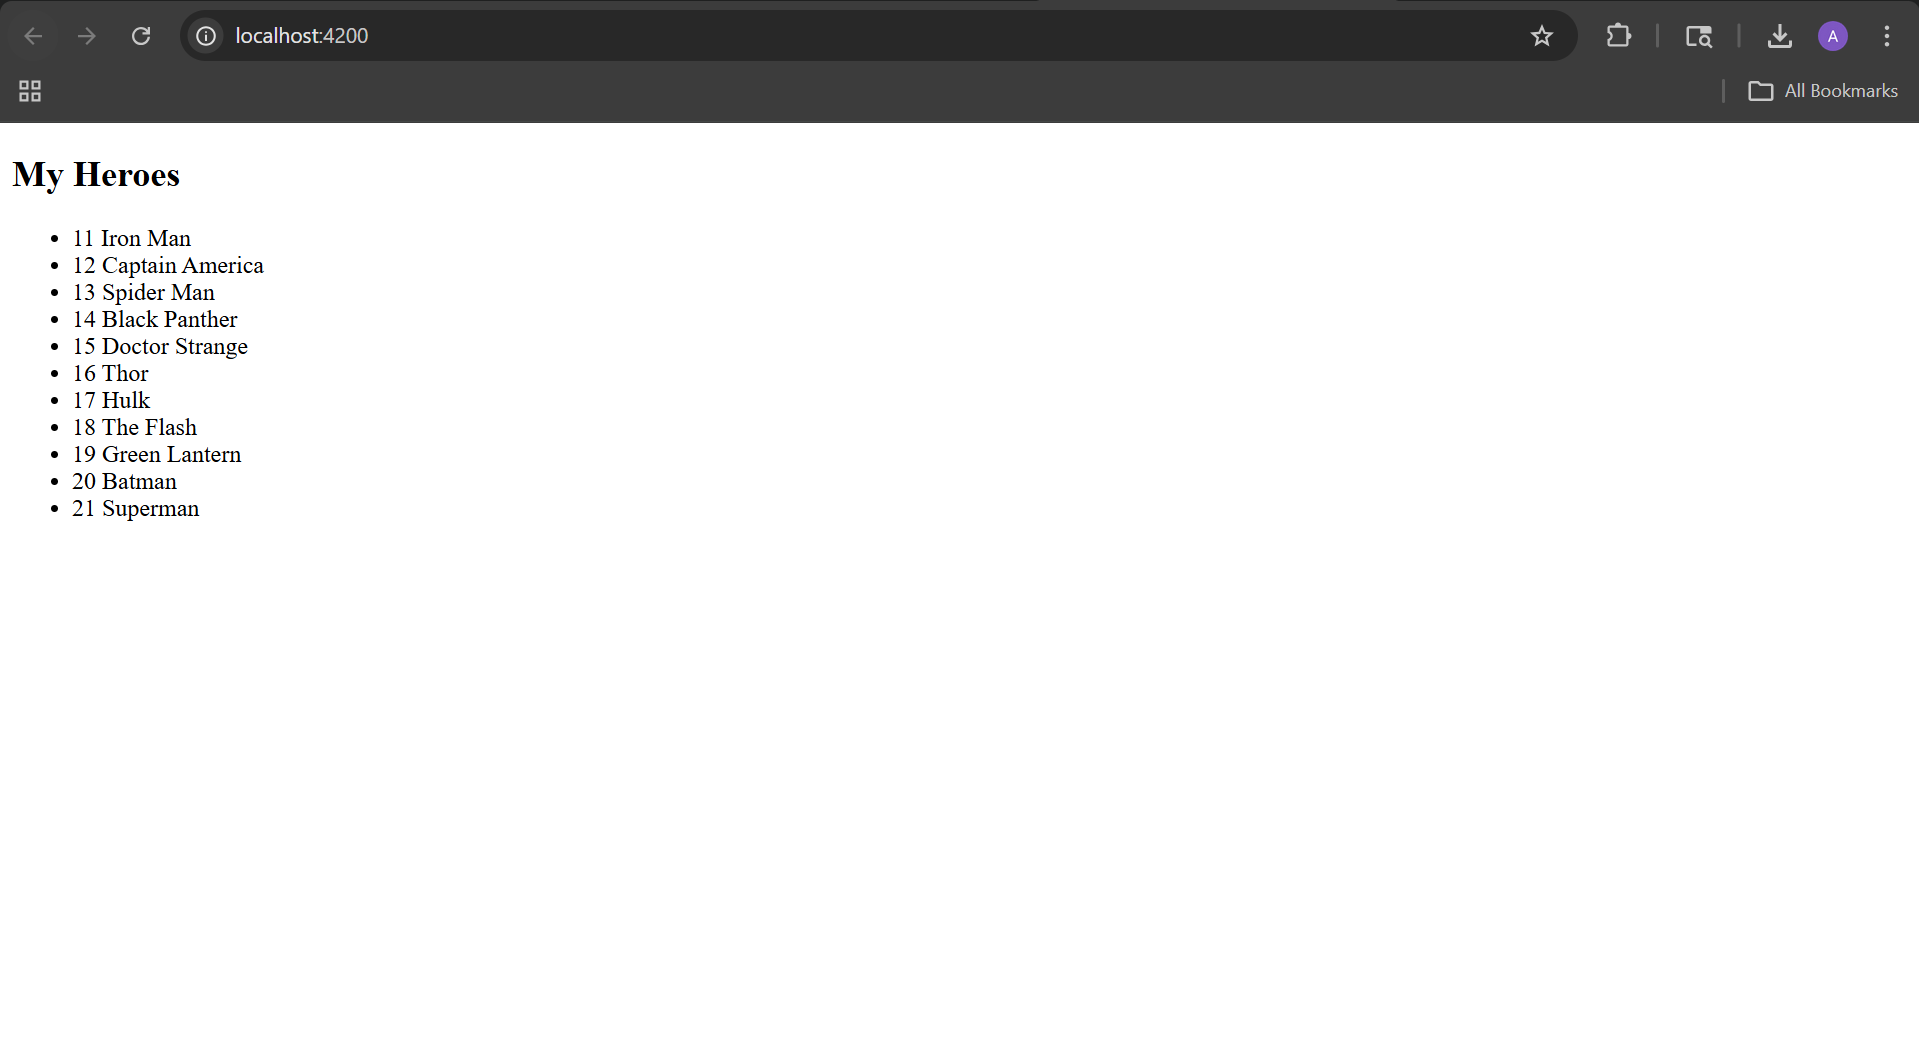 localhost:4200
A
All Bookmarks
My Heroes
• 11 Iron Man
• 12 Captain America
• 13 Spider Man
• 14 Black Panther
• 15 Doctor Strange
• 16 Thor
• 17 Hulk
• 18 The Flash
• 19 Green Lantern
• 20 Batman
• 21 Superman